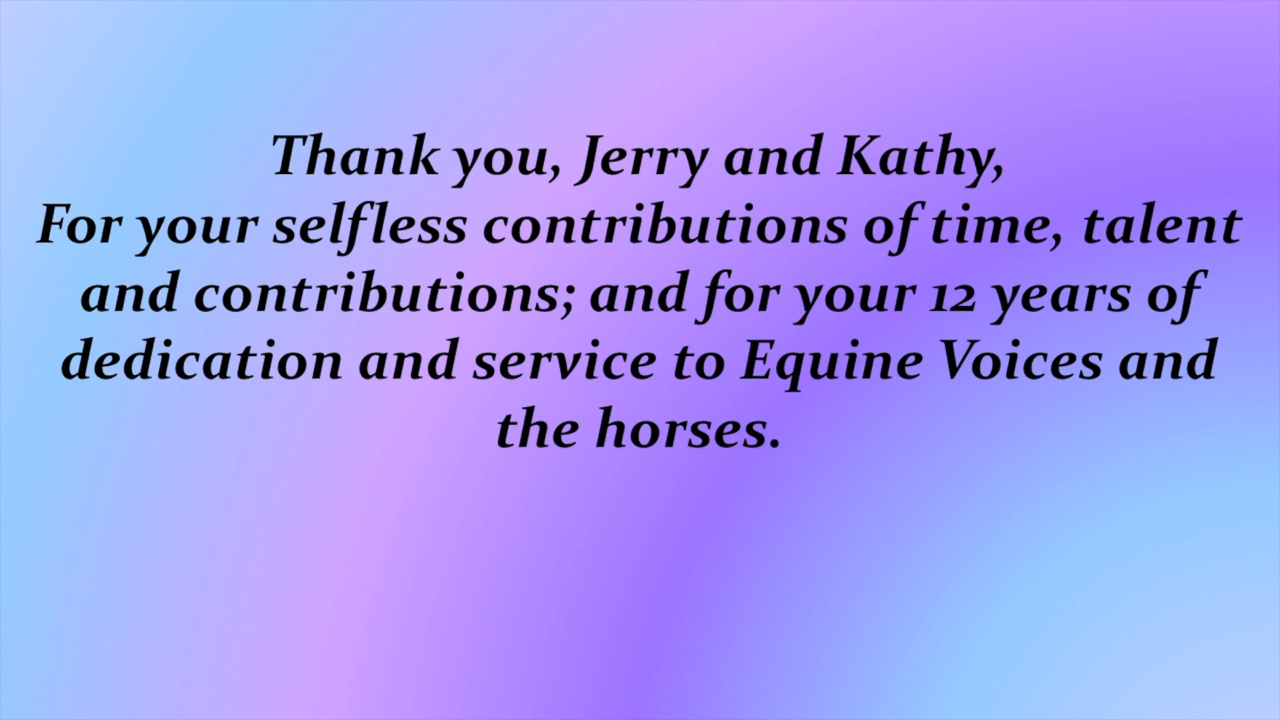 Thank you, Jerry and Kathy,
For your selfless contributions of time, talent
and contributions; and for your 12 years of
dedication and service to Equine Voices and
the horses.